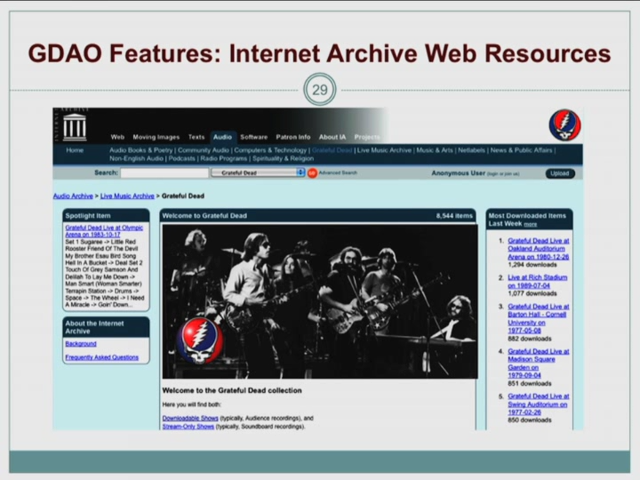 GDAO Features: Internet Archive Web Resources
29
Web Moving Images Texts Audio Software Patron Info About IA Projects
Home Audio Books & Poetry | Community Audio | Computers & Technology | Grateful Dead | Live Music Archive | Music & Arts | Netlabels | News & Public Affairs |
Non-English Audio | Podcasts | Radio Programs | Spirituality & Religion
Search: Grateful Dead GO Advanced Search Anonymous User (login or join us) Upload
Audio Archive > Live Music Archive > Grateful Dead
Spotlight Item
Grateful Dead Live at Olympic
Arena on 1983-10-17
Set 1 Sugaree -> Little Red
Rooster Friend Of The Devil
My Brother Esau Bird Song
Hell In A Bucket -> Deal Set 2
Touch Of Grey Samson And
Delilah To Lay Me Down ->
Man Smart (Woman Smarter)
Terrapin Station -> Drums ->
Space -> The Wheel -> I Need
A Miracle -> Goin' Down...
About the Internet
Archive
Background
Frequently Asked Questions
Welcome to Grateful Dead 8,544 items
Welcome to the Grateful Dead collection
Here you will find both:
Downloadable Shows (typically, Audience recordings), and
Stream-Only Shows (typically, Soundboard recordings).
Most Downloaded Items
Last Week more
1. Grateful Dead Live at
Oakland Auditorium
Arena on 1980-12-26
1,294 downloads
2. Live at Rich Stadium
on 1989-07-04
1,077 downloads
3. Grateful Dead Live at
Barton Hall - Cornell
University on
1977-05-08
882 downloads
4. Grateful Dead Live at
Madison Square
Garden on
1979-09-04
851 downloads
5. Grateful Dead Live at
Swing Auditorium on
1977-02-26
850 downloads